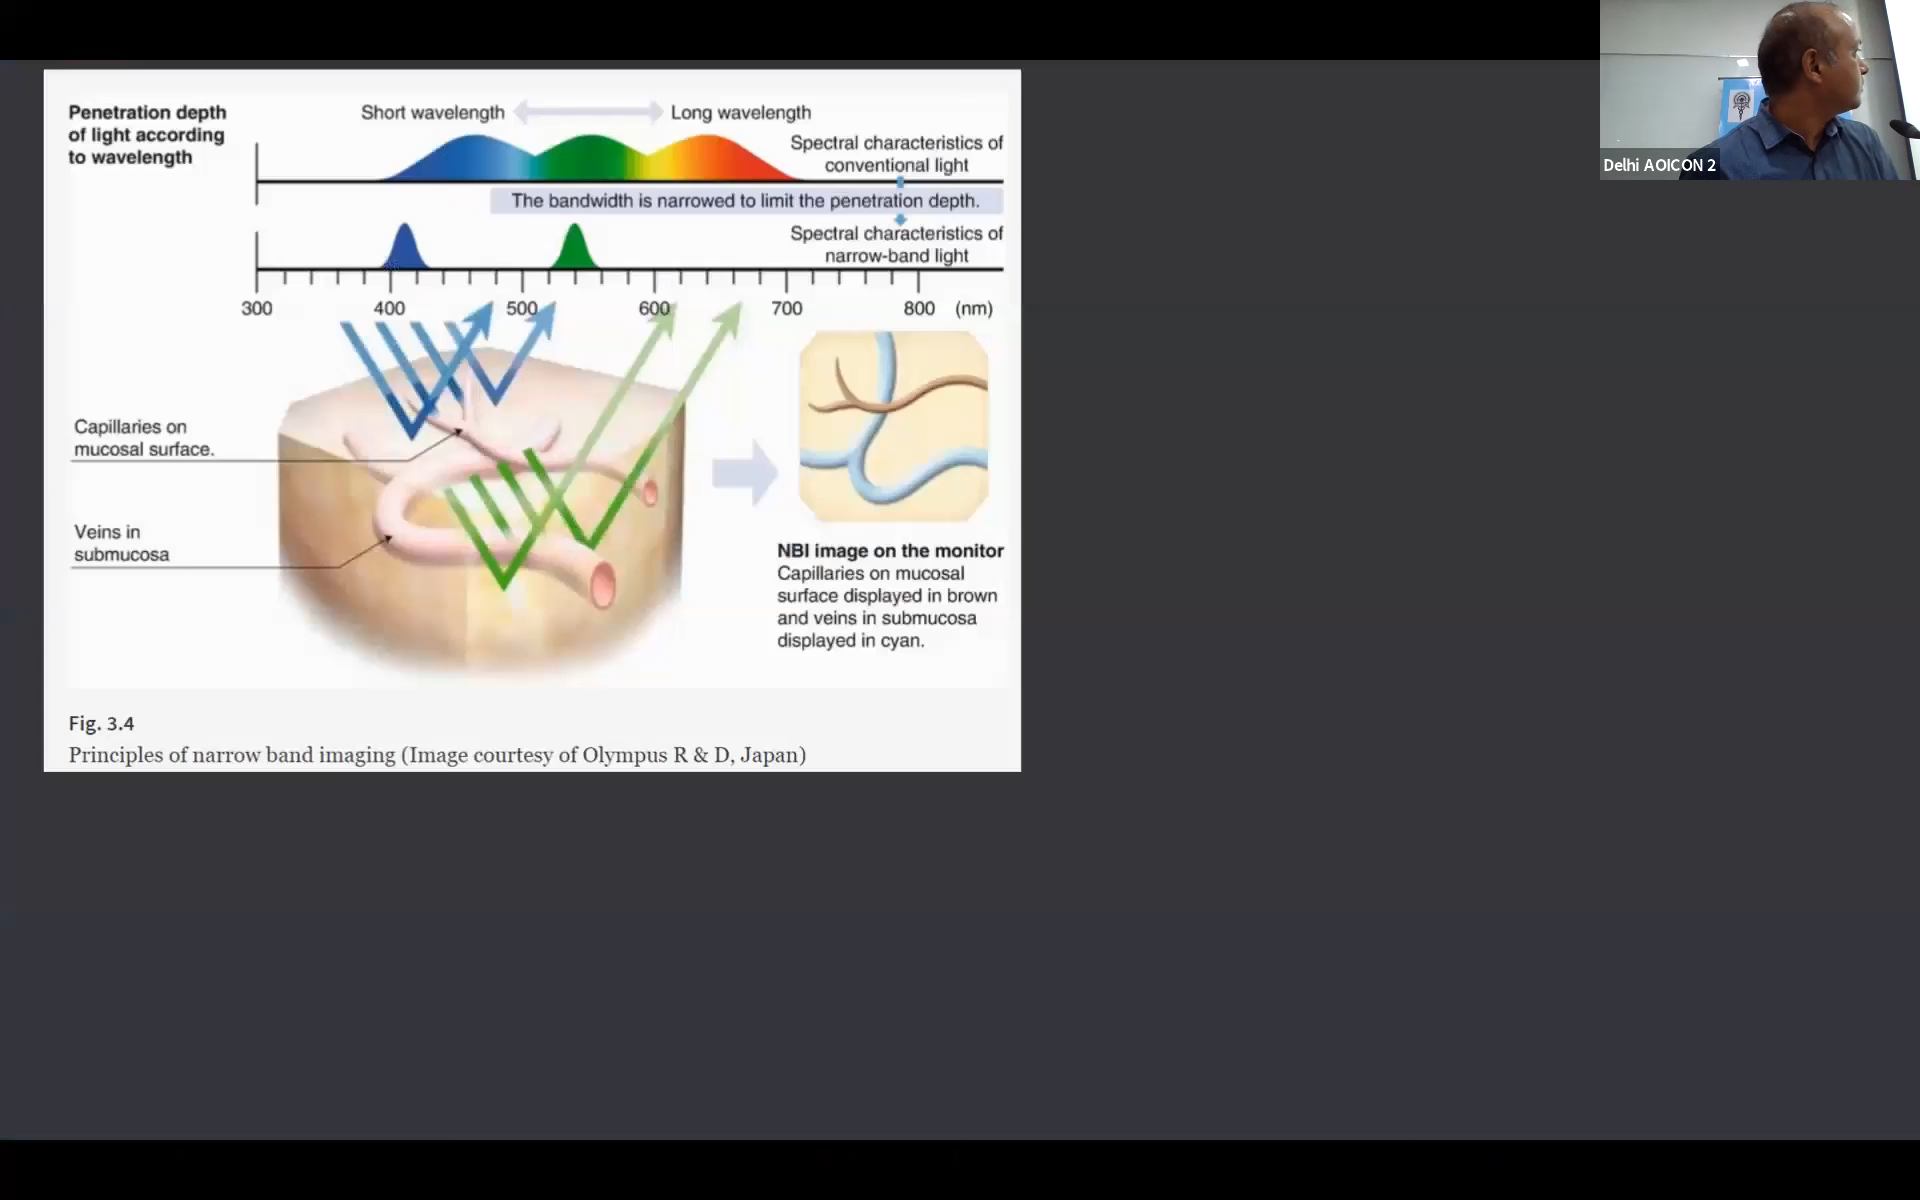 Penetration depth
of light according
to wavelength
Short wavelength
Long wavelength
Spectral characteristics of
conventional light
The bandwidth is narrowed to limit the penetration depth.
Spectral characteristics of
narrow-band light
300 400 500 600 700 800 (nm)
Capillaries on
mucosal surface.
Veins in
submucosa
NBI image on the monitor
Capillaries on mucosal
surface displayed in brown
and veins in submucosa
displayed in cyan.
Fig. 3.4
Principles of narrow band imaging (Image courtesy of Olympus R & D, Japan)
Delhi AOICON 2